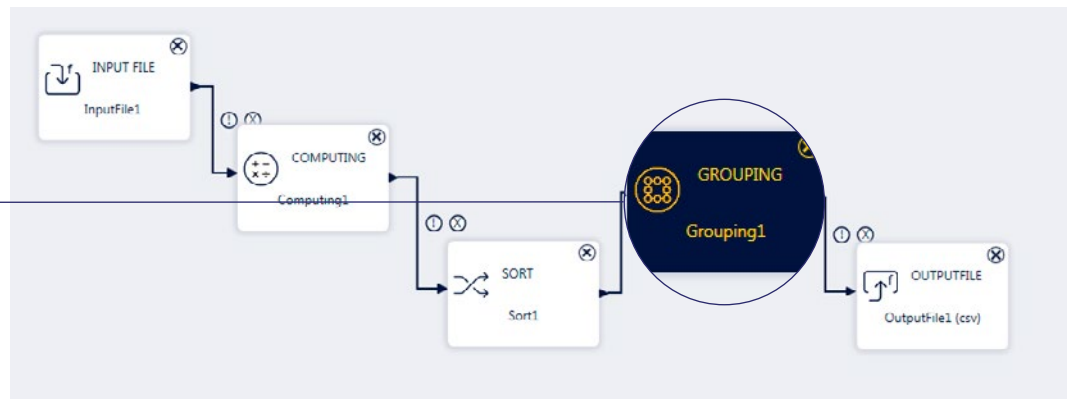 INPUT FILE
InputFile1
COMPUTING
Computing1
SORT
Sort1
GROUPING
Grouping1
OUTPUTFILE
OutputFile1 (csv)